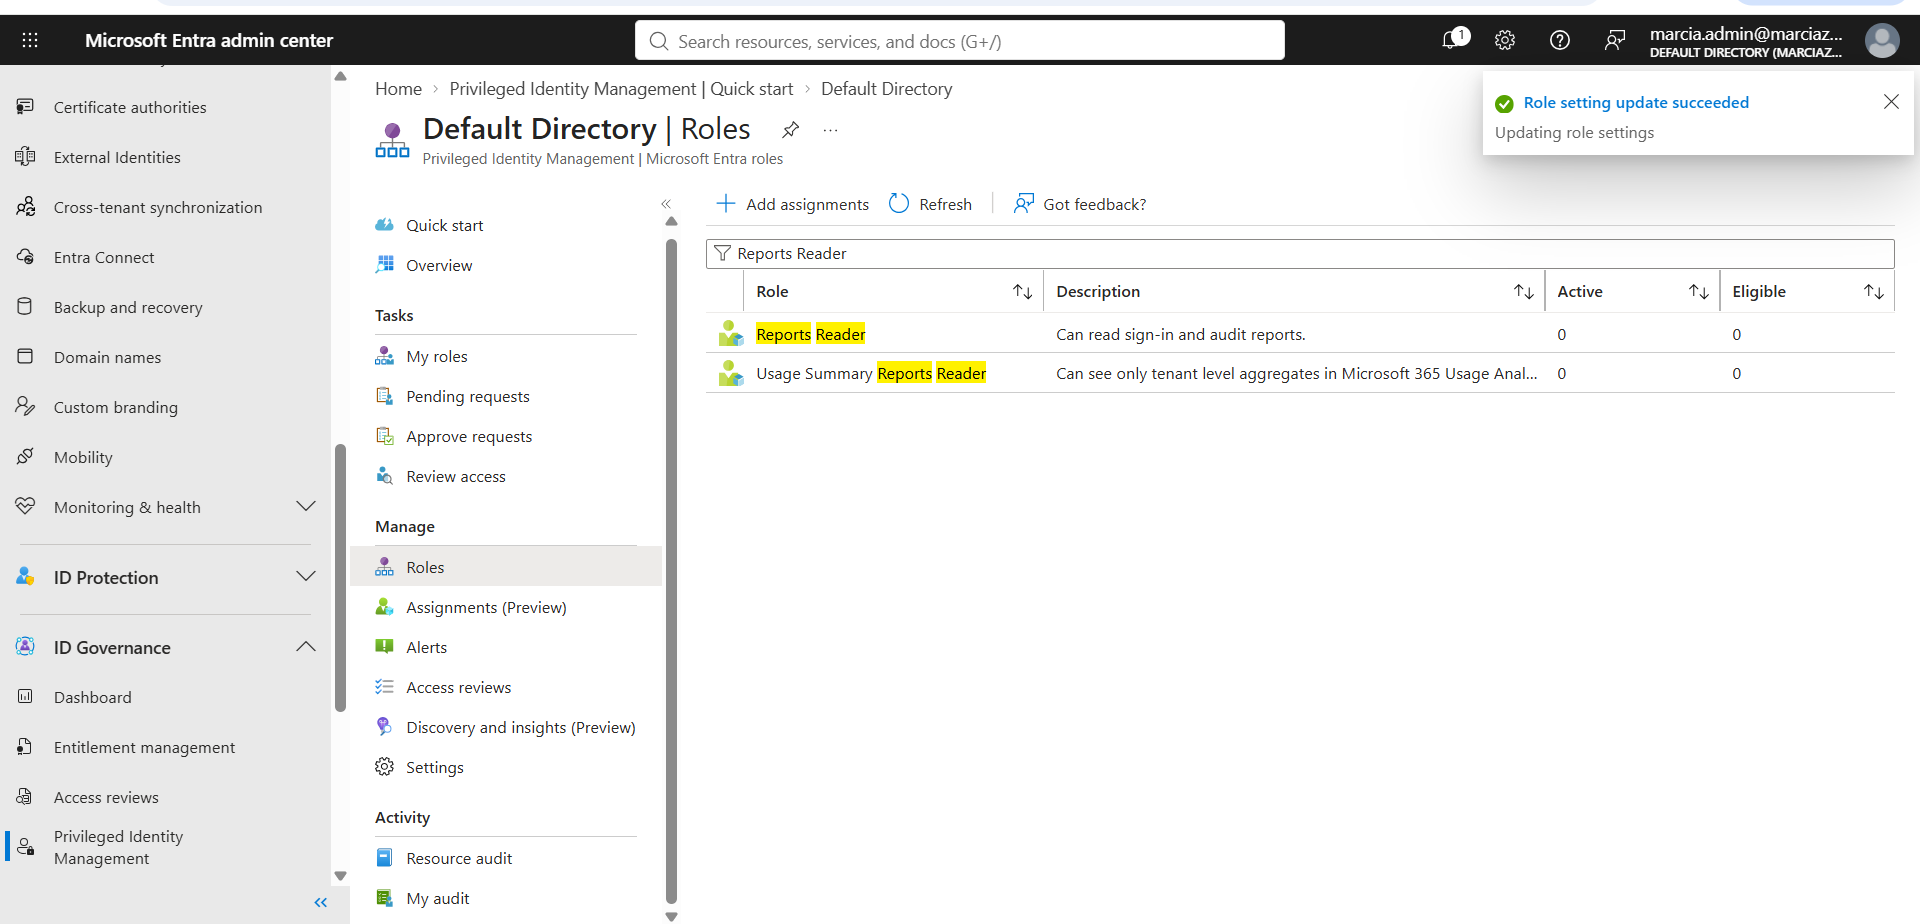 Microsoft Entra admin center
Search resources, services, and docs (G+/)
1
marcia.admin@marciaz...
DEFAULT DIRECTORY (MARCIAZ...
Certificate authorities
External Identities
Cross-tenant synchronization
Entra Connect
Backup and recovery
Domain names
Custom branding
Mobility
Monitoring & health
ID Protection
ID Governance
Dashboard
Entitlement management
Access reviews
Privileged Identity
Management
Home > Privileged Identity Management | Quick start > Default Directory
Default Directory | Roles
...
Privileged Identity Management | Microsoft Entra roles
Role setting update succeeded
Updating role settings
Quick start
Overview
Tasks
My roles
Pending requests
Approve requests
Review access
Manage
Roles
Assignments (Preview)
Alerts
Access reviews
Discovery and insights (Preview)
Settings
Activity
Resource audit
My audit
Add assignments Refresh Got feedback?
Reports Reader
Role Description Active Eligible
Reports Reader Can read sign-in and audit reports. 0 0
Usage Summary Reports Reader Can see only tenant level aggregates in Microsoft 365 Usage Anal... 0 0